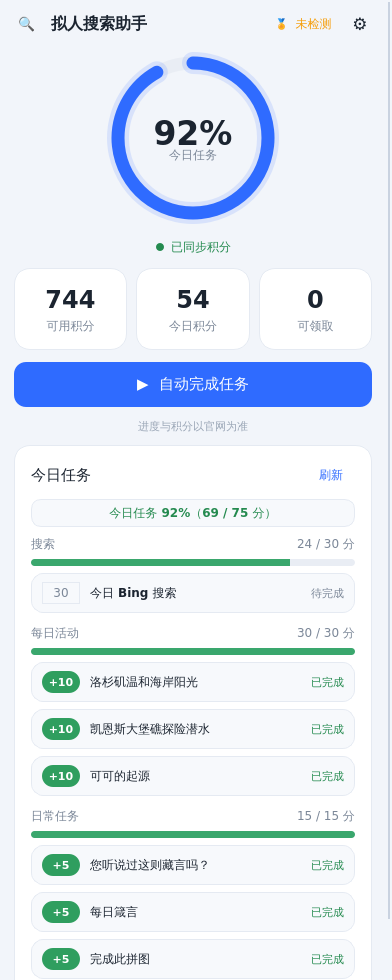 🔍 拟人搜索助手 🏅 未检测 ⚙
92%
今日任务
● 已同步积分
744 54 0
可用积分 今日积分 可领取
▶ 自动完成任务
进度与积分以官网为准
今日任务 刷新
今日任务 92%（69 / 75 分）
搜索 24 / 30 分
30 今日 Bing 搜索 待完成
每日活动 30 / 30 分
+10 洛杉矶温和海岸阳光 已完成
+10 凯恩斯大堡礁探险潜水 已完成
+10 可可的起源 已完成
日常任务 15 / 15 分
+5 您听说过这则藏言吗？ 已完成
+5 每日箴言 已完成
+5 完成此拼图 已完成